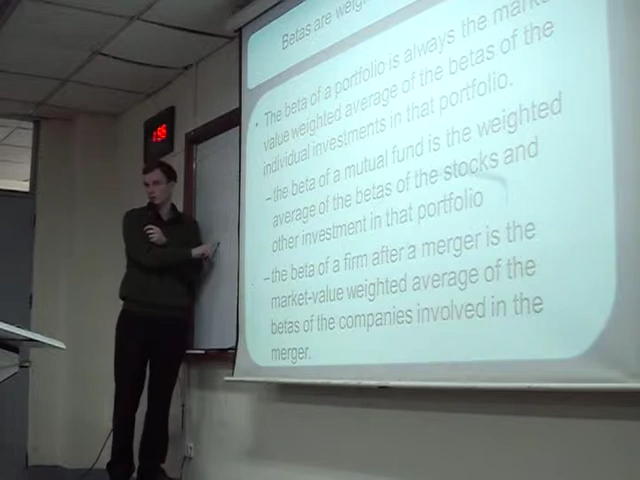 Betas are weig
The beta of a portfolio is always the marke
value weighted average of the betas of the
individual investments in that portfolio.
– the beta of a mutual fund is the weighted
average of the betas of the stocks and
other investment in that portfolio
– the beta of a firm after a merger is the
market-value weighted average of the
betas of the companies involved in the
merger.